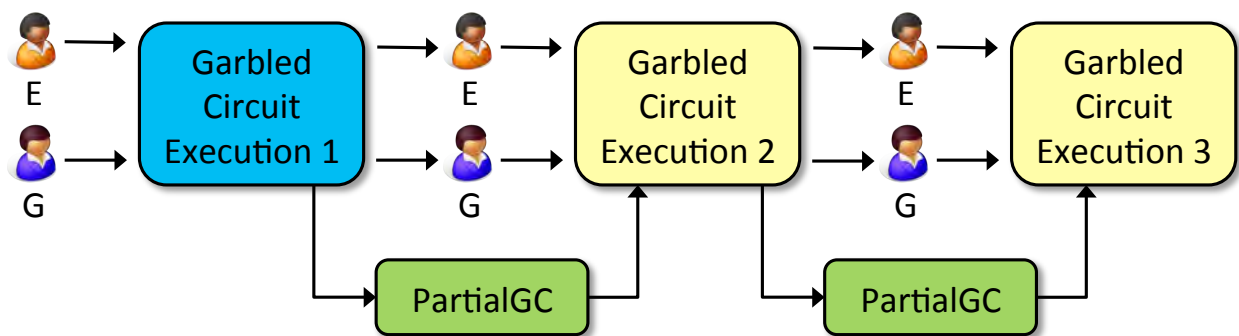 E
G
Garbled
Circuit
Execution 1
E
G
Garbled
Circuit
Execution 2
E
G
Garbled
Circuit
Execution 3
PartialGC
PartialGC